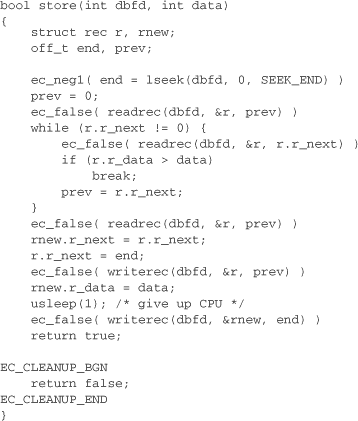 bool store(int dbfd, int data)
{
    struct rec r, rnew;
    off_t end, prev;

    ec_neg1( end = lseek(dbfd, 0, SEEK_END) )
    prev = 0;
    ec_false( readrec(dbfd, &r, prev) )
    while (r.r_next != 0) {
        ec_false( readrec(dbfd, &r, r.r_next) )
        if (r.r_data > data)
            break;
        prev = r.r_next;
    }
    ec_false( readrec(dbfd, &r, prev) )
    rnew.r_next = r.r_next;
    r.r_next = end;
    ec_false( writerec(dbfd, &r, prev) )
    rnew.r_data = data;
    usleep(1); /* give up CPU */
    ec_false( writerec(dbfd, &rnew, end) )
    return true;

EC_CLEANUP_BGN
    return false;
EC_CLEANUP_END
}